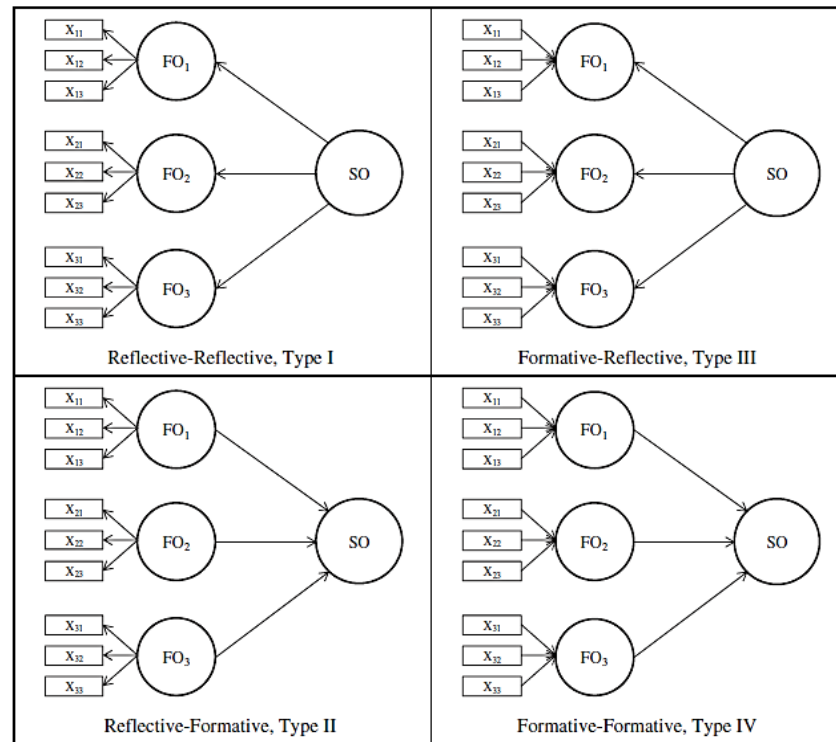 X₁₁
X₁₂
X₁₃
FO₁
X₂₁
X₂₂
X₂₃
FO₂
SO
X₃₁
X₃₂
X₃₃
FO₃
Reflective-Reflective, Type I
X₁₁
X₁₂
X₁₃
FO₁
X₂₁
X₂₂
X₂₃
FO₂
SO
X₃₁
X₃₂
X₃₃
FO₃
Formative-Reflective, Type III
X₁₁
X₁₂
X₁₃
FO₁
X₂₁
X₂₂
X₂₃
FO₂
SO
X₃₁
X₃₂
X₃₃
FO₃
Reflective-Formative, Type II
X₁₁
X₁₂
X₁₃
FO₁
X₂₁
X₂₂
X₂₃
FO₂
SO
X₃₁
X₃₂
X₃₃
FO₃
Formative-Formative, Type IV